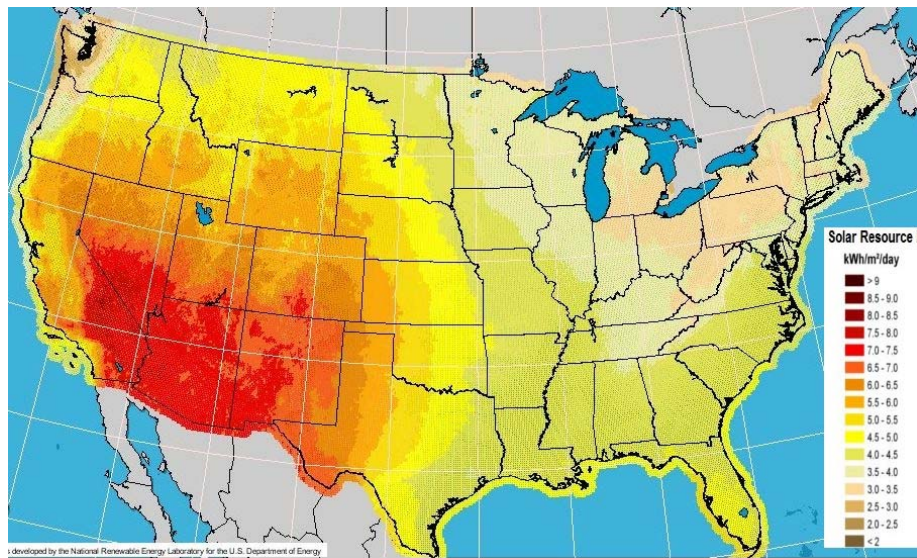 Solar Resource
kWh/m²/day
> 9
8.5 - 9.0
8.0 - 8.5
7.5 - 8.0
7.0 - 7.5
6.5 - 7.0
6.0 - 6.5
5.5 - 6.0
5.0 - 5.5
4.5 - 5.0
4.0 - 4.5
3.5 - 4.0
3.0 - 3.5
2.5 - 3.0
2.0 - 2.5
< 2
s developed by the National Renewable Energy Laboratory for the U.S. Department of Energy